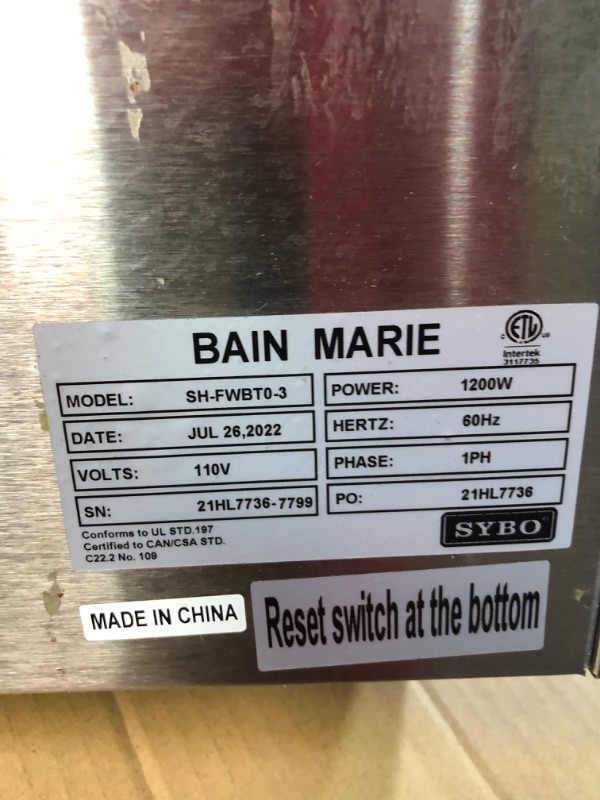 BAIN MARIE
C ETL US
Intertek
3117735
MODEL: SH-FWBT0-3
POWER: 1200W
DATE: JUL 26,2022
HERTZ: 60Hz
VOLTS: 110V
PHASE: 1PH
SN: 21HL7736-7799
PO: 21HL7736
Conforms to UL STD.197
Certified to CAN/CSA STD.
C22.2 No. 109
SYBO
MADE IN CHINA
Reset switch at the bottom